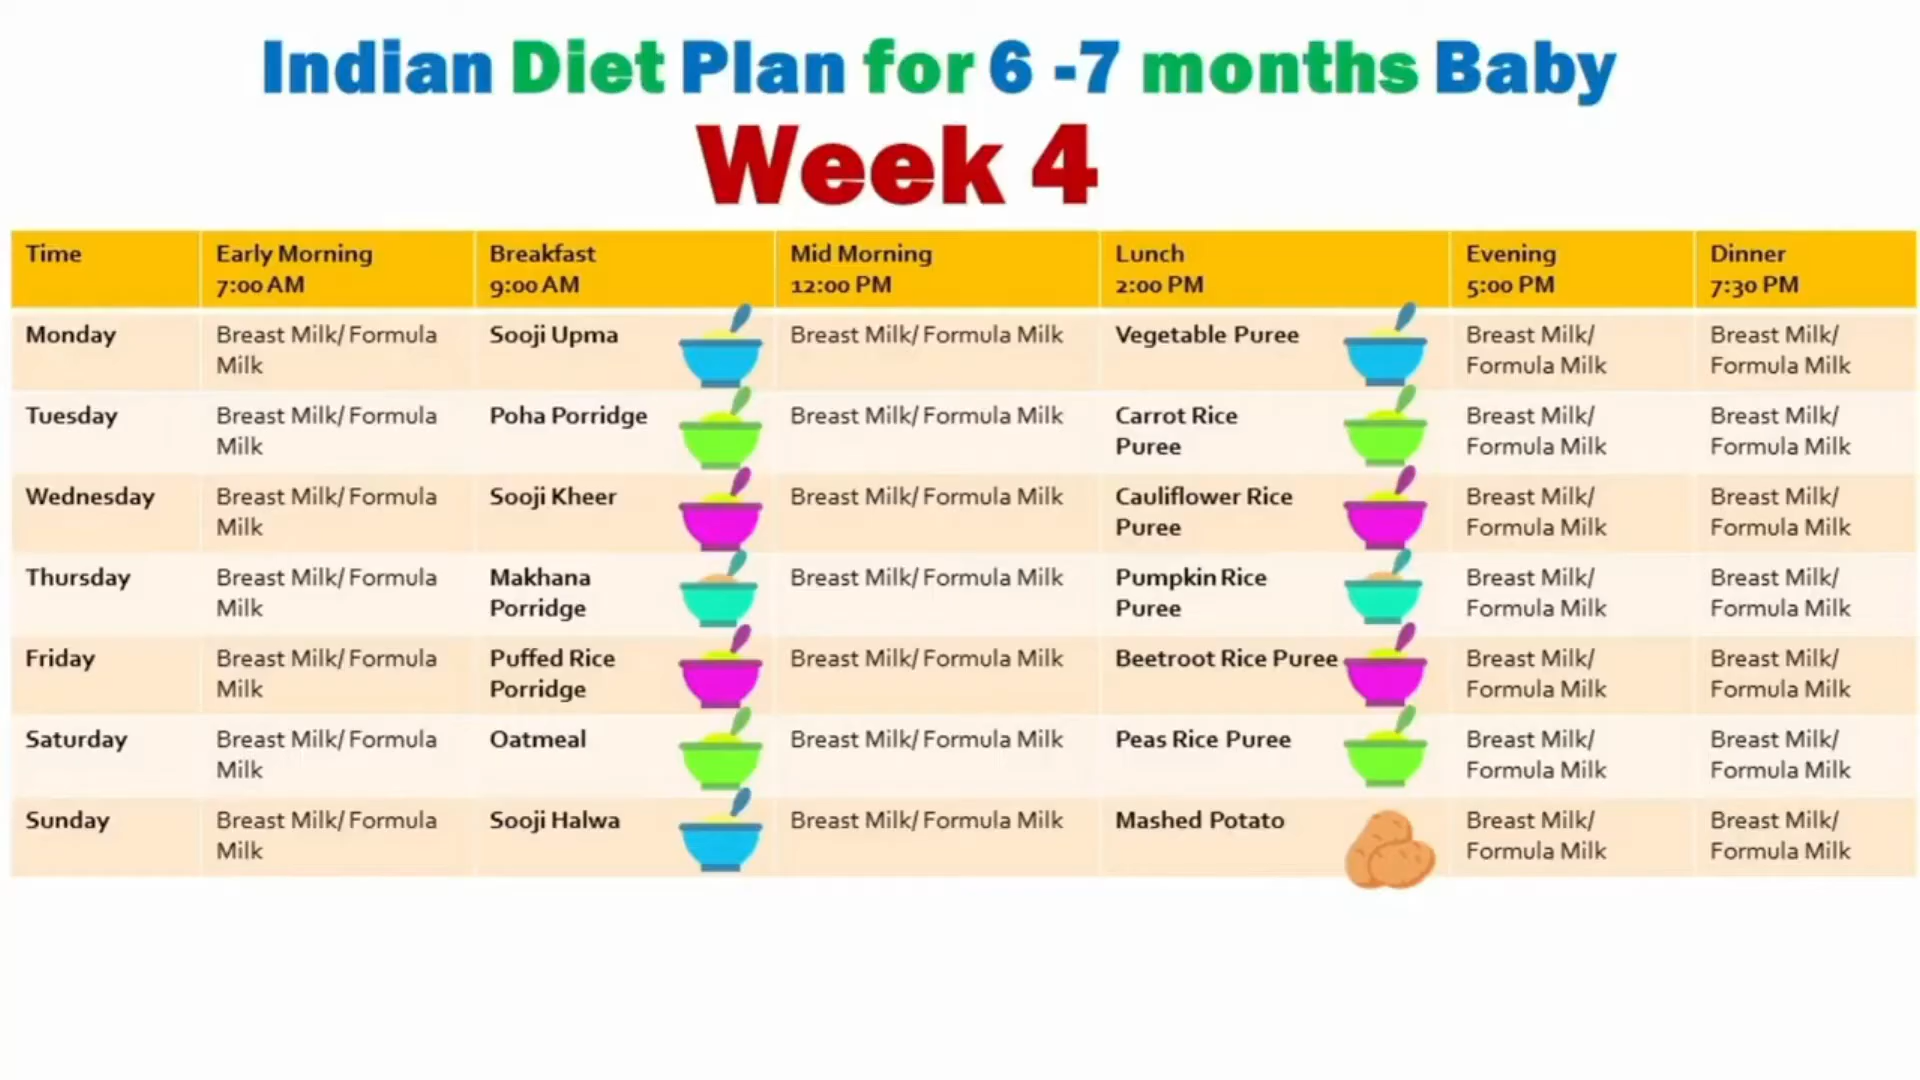 Indian Diet Plan for 6 -7 months Baby
Week 4
Time Early Morning Breakfast Mid Morning Lunch Evening Dinner
7:00 AM 9:00 AM 12:00 PM 2:00 PM 5:00 PM 7:30 PM
Monday Breast Milk/ Formula Sooji Upma Breast Milk/ Formula Milk Vegetable Puree Breast Milk/ Breast Milk/
Milk Formula Milk Formula Milk
Tuesday Breast Milk/ Formula Poha Porridge Breast Milk/ Formula Milk Carrot Rice Breast Milk/ Breast Milk/
Milk Puree Formula Milk Formula Milk
Wednesday Breast Milk/ Formula Sooji Kheer Breast Milk/ Formula Milk Cauliflower Rice Breast Milk/ Breast Milk/
Milk Puree Formula Milk Formula Milk
Thursday Breast Milk/ Formula Makhana Breast Milk/ Formula Milk Pumpkin Rice Breast Milk/ Breast Milk/
Milk Porridge Puree Formula Milk Formula Milk
Friday Breast Milk/ Formula Puffed Rice Breast Milk/ Formula Milk Beetroot Rice Puree Breast Milk/ Breast Milk/
Milk Porridge Formula Milk Formula Milk
Saturday Breast Milk/ Formula Oatmeal Breast Milk/ Formula Milk Peas Rice Puree Breast Milk/ Breast Milk/
Milk Formula Milk Formula Milk
Sunday Breast Milk/ Formula Sooji Halwa Breast Milk/ Formula Milk Mashed Potato Breast Milk/ Breast Milk/
Milk Formula Milk Formula Milk